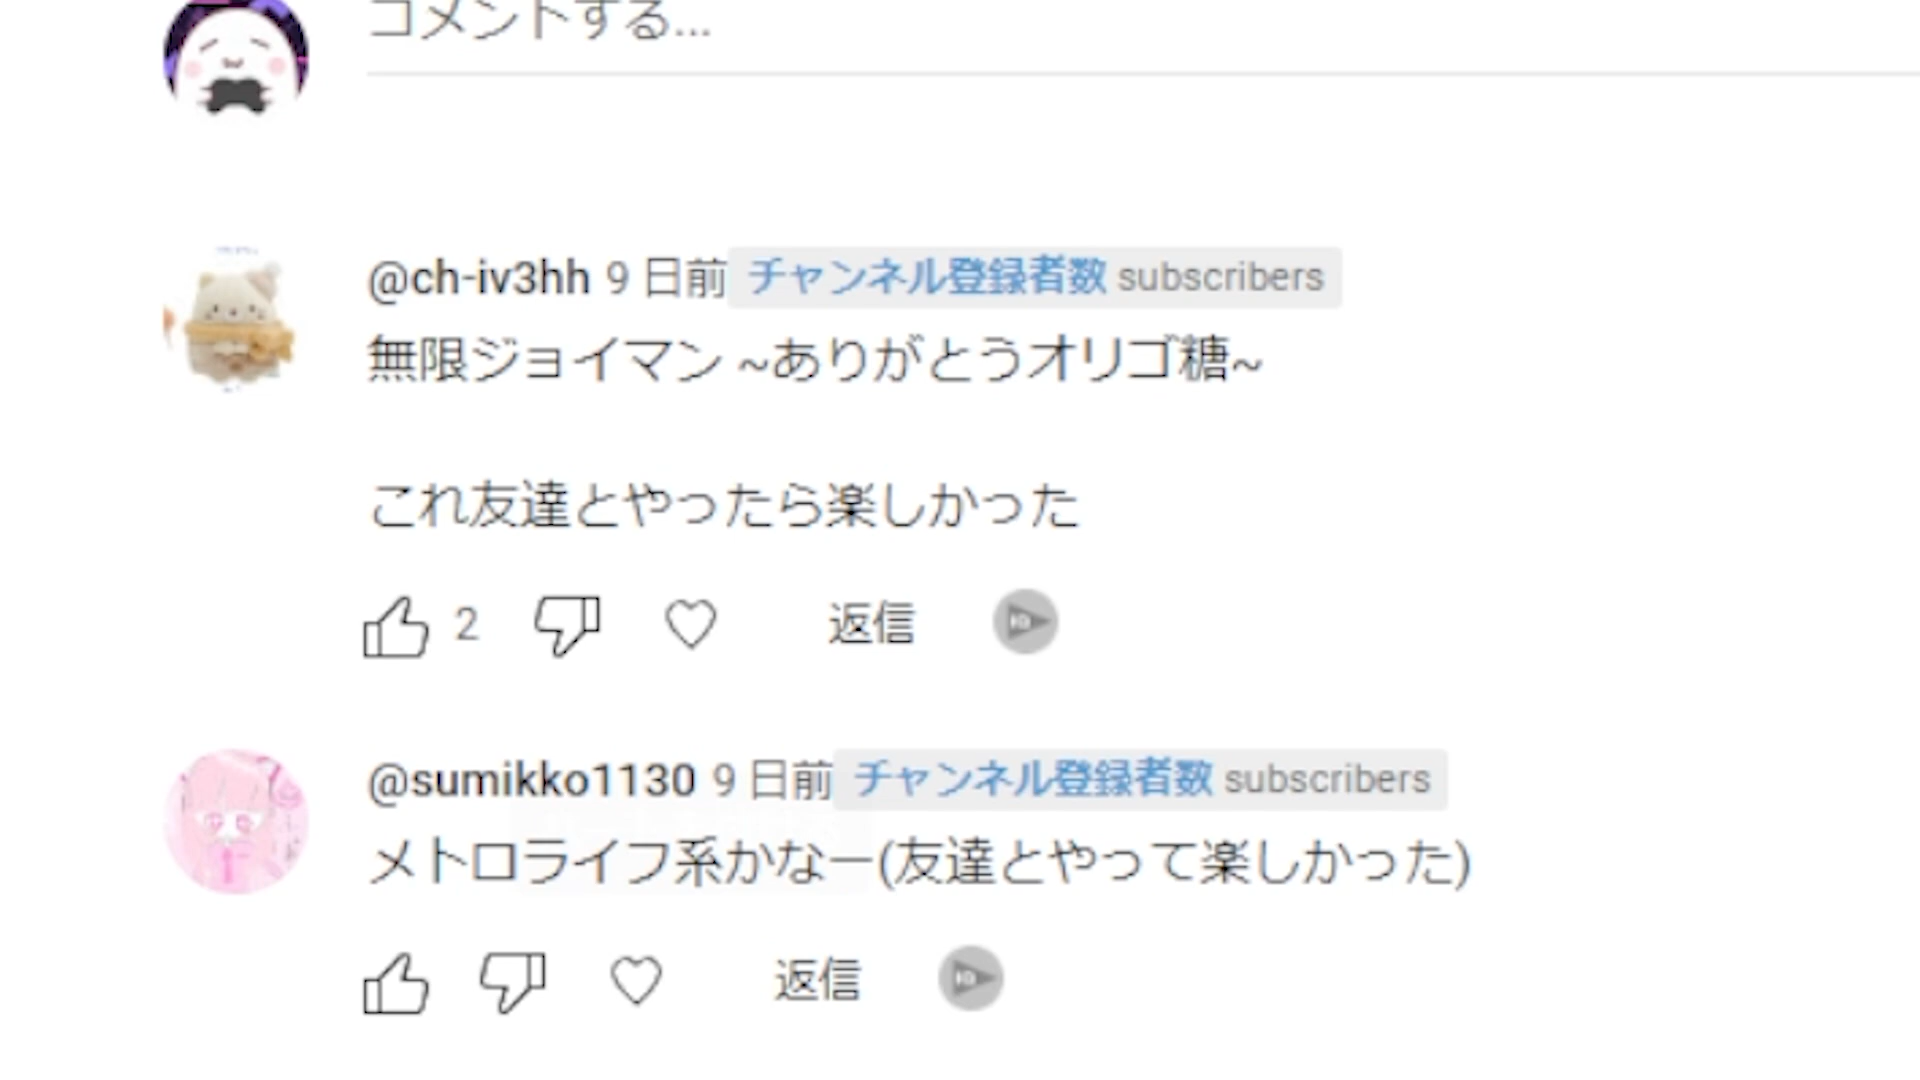 コメントする...
@ch-iv3hh 9 日前 チャンネル登録者数 subscribers
無限ジョイマン ~ありがとうオリゴ糖~
これ友達とやったら楽しかった
2 返信
@sumikko1130 9 日前 チャンネル登録者数 subscribers
メトロライフ系かなー(友達とやって楽しかった)
返信